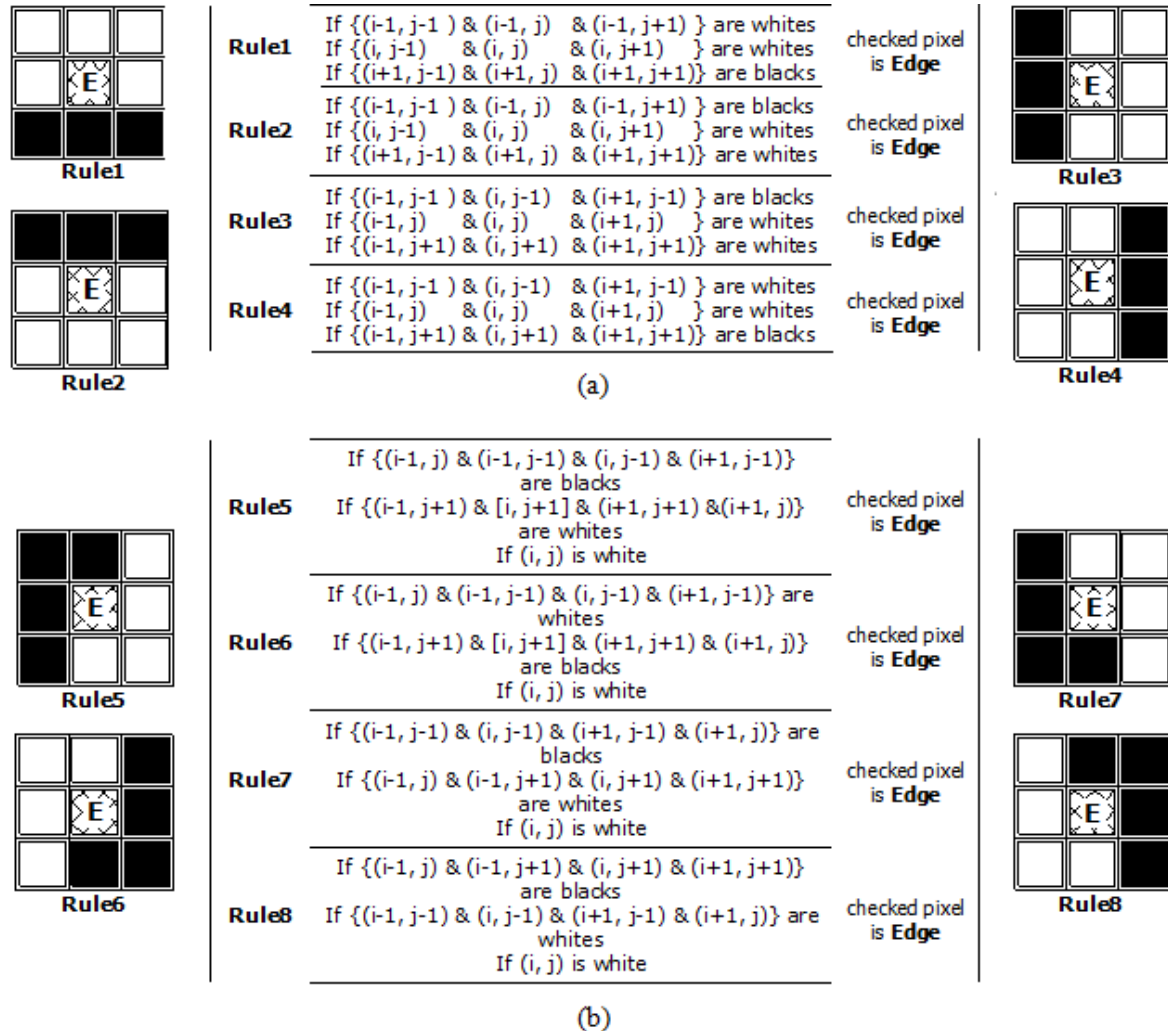 E
Rule1
E
Rule2
Rule1
If {(i-1, j-1 ) & (i-1, j) & (i-1, j+1) } are whites
If {(i, j-1) & (i, j) & (i, j+1) } are whites
If {(i+1, j-1) & (i+1, j) & (i+1, j+1)} are blacks
checked pixel
is Edge
Rule2
If {(i-1, j-1 ) & (i-1, j) & (i-1, j+1) } are blacks
If {(i, j-1) & (i, j) & (i, j+1) } are whites
If {(i+1, j-1) & (i+1, j) & (i+1, j+1)} are whites
checked pixel
is Edge
Rule3
If {(i-1, j-1 ) & (i, j-1) & (i+1, j-1) } are blacks
If {(i-1, j) & (i, j) & (i+1, j) } are whites
If {(i-1, j+1) & (i, j+1) & (i+1, j+1)} are whites
checked pixel
is Edge
Rule4
If {(i-1, j-1 ) & (i, j-1) & (i+1, j-1) } are whites
If {(i-1, j) & (i, j) & (i+1, j) } are whites
If {(i-1, j+1) & (i, j+1) & (i+1, j+1)} are blacks
checked pixel
is Edge
E
Rule3
E
Rule4
(a)
E
Rule5
E
Rule6
Rule5
If {(i-1, j) & (i-1, j-1) & (i, j-1) & (i+1, j-1)}
are blacks
If {(i-1, j+1) & [i, j+1] & (i+1, j+1) &(i+1, j)}
are whites
If (i, j) is white
checked pixel
is Edge
Rule6
If {(i-1, j) & (i-1, j-1) & (i, j-1) & (i+1, j-1)} are
whites
If {(i-1, j+1) & [i, j+1] & (i+1, j+1) & (i+1, j)}
are blacks
If (i, j) is white
checked pixel
is Edge
Rule7
If {(i-1, j-1) & (i, j-1) & (i+1, j-1) & (i+1, j)} are
blacks
If {(i-1, j) & (i-1, j+1) & (i, j+1) & (i+1, j+1)}
are whites
If (i, j) is white
checked pixel
is Edge
Rule8
If {(i-1, j) & (i-1, j+1) & (i, j+1) & (i+1, j+1)}
are blacks
If {(i-1, j-1) & (i, j-1) & (i+1, j-1) & (i+1, j)} are
whites
If (i, j) is white
checked pixel
is Edge
E
Rule7
E
Rule8
(b)